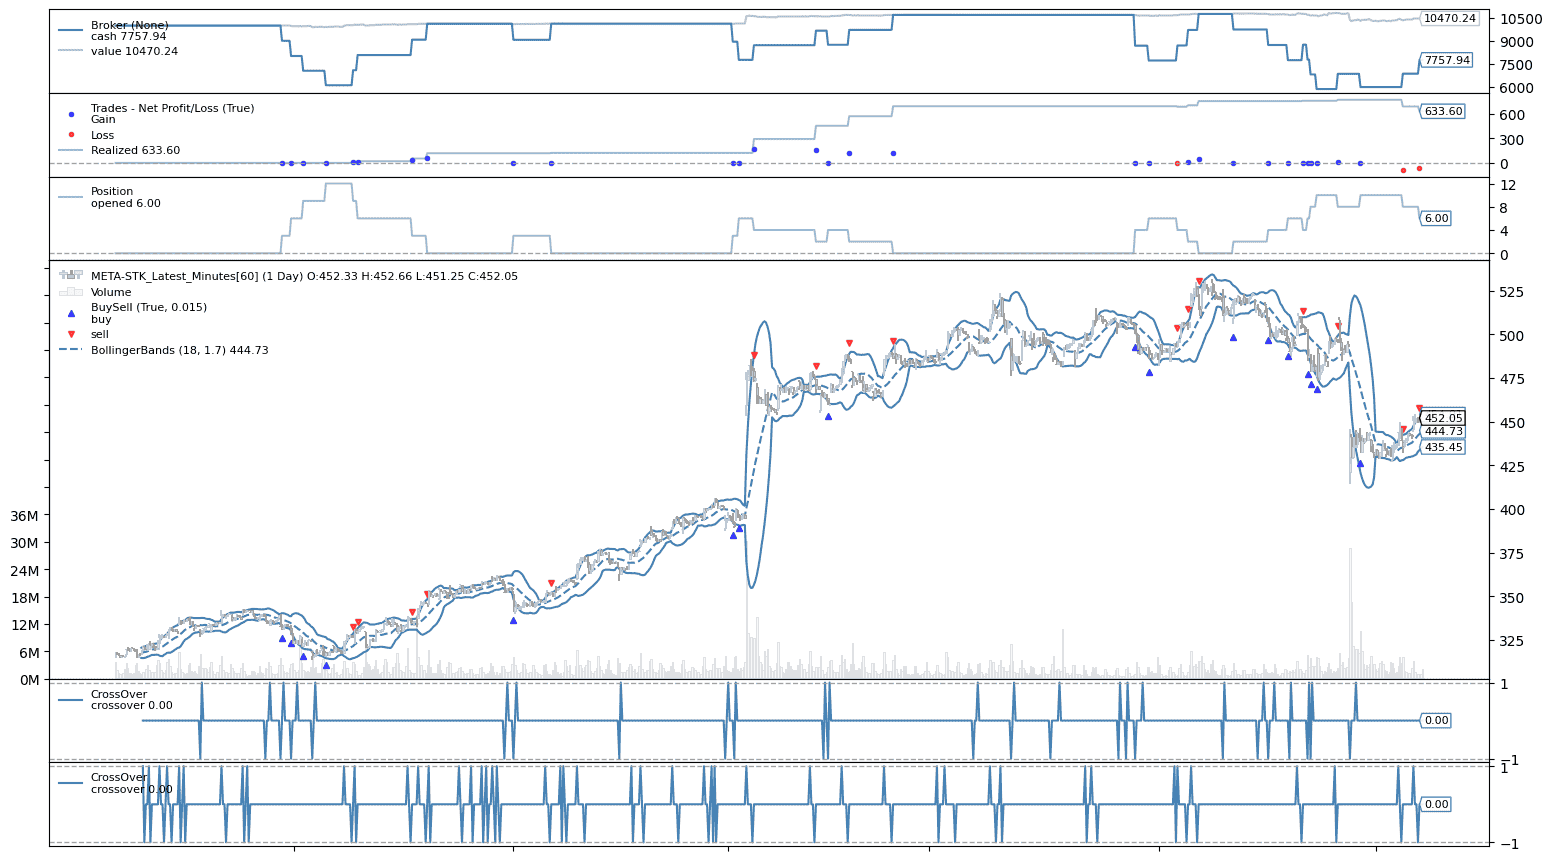 Broker (None)
cash 7757.94
value 10470.24
10500
9000
7500
6000
10470.24
7757.94
Trades - Net Profit/Loss (True)
Gain
Loss
Realized 633.60
600
300
0
633.60
Position
opened 6.00
12
8
4
0
6.00
META-STK_Latest_Minutes[60] (1 Day) O:452.33 H:452.66 L:451.25 C:452.05
Volume
BuySell (True, 0.015)
buy
sell
BollingerBands (18, 1.7) 444.73
525
500
475
450
425
400
375
350
325
452.05
444.73
435.45
36M
30M
24M
18M
12M
6M
0M
CrossOver
crossover 0.00
1
−1
0.00
CrossOver
crossover 0.00
1
−1
0.00